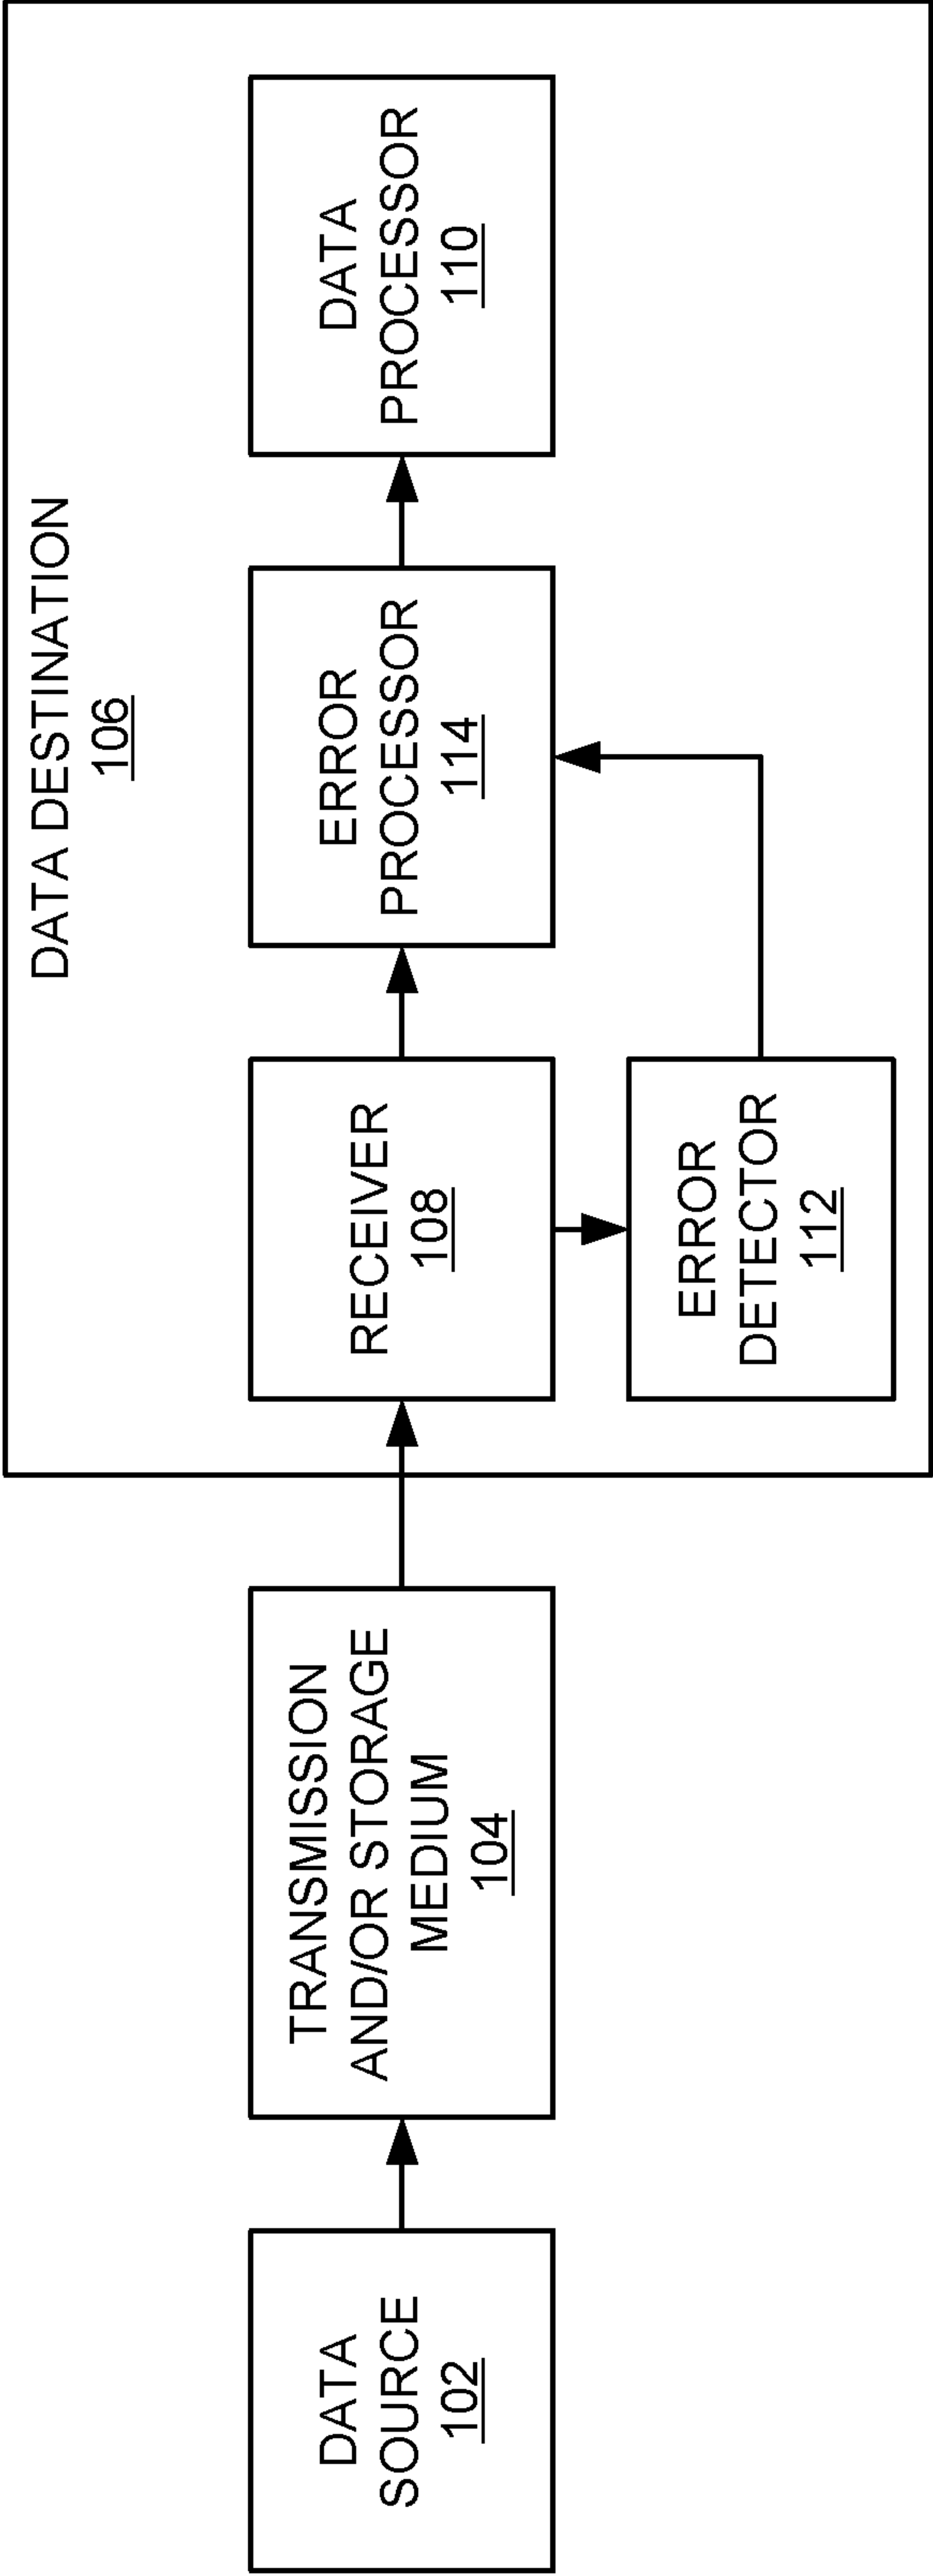 DATA DESTINATION
106
DATA
SOURCE
102
TRANSMISSION
AND/OR STORAGE
MEDIUM
104
RECEIVER
108
ERROR
PROCESSOR
114
DATA
PROCESSOR
110
ERROR
DETECTOR
112